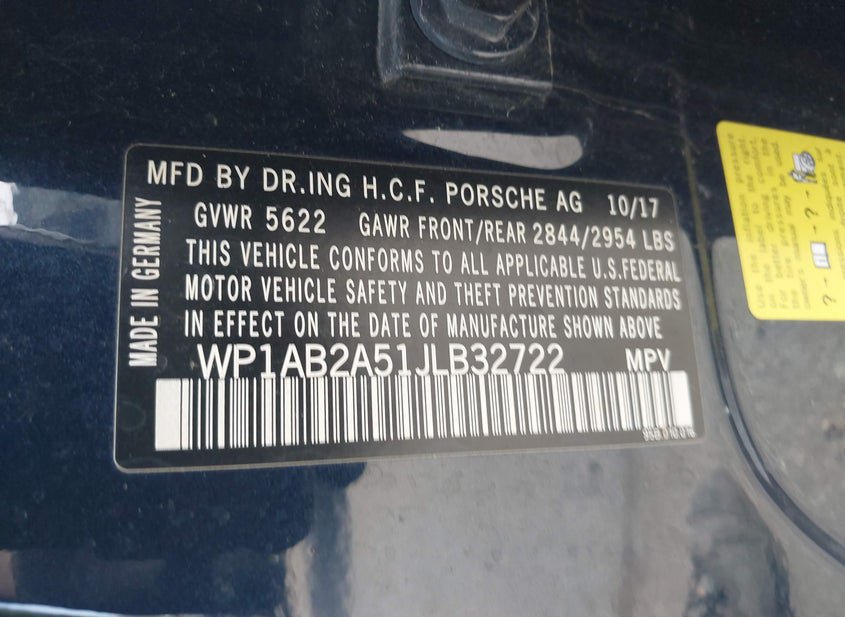 MFD BY DR.ING H.C.F. PORSCHE AG 10/17
GVWR 5622 GAWR FRONT/REAR 2844/2954 LBS
THIS VEHICLE CONFORMS TO ALL APPLICABLE U.S.FEDERAL
MOTOR VEHICLE SAFETY AND THEFT PREVENTION STANDARDS
IN EFFECT ON THE DATE OF MANUFACTURE SHOWN ABOVE
WP1AB2A51JLB32722 MPV
MADE IN GERMANY